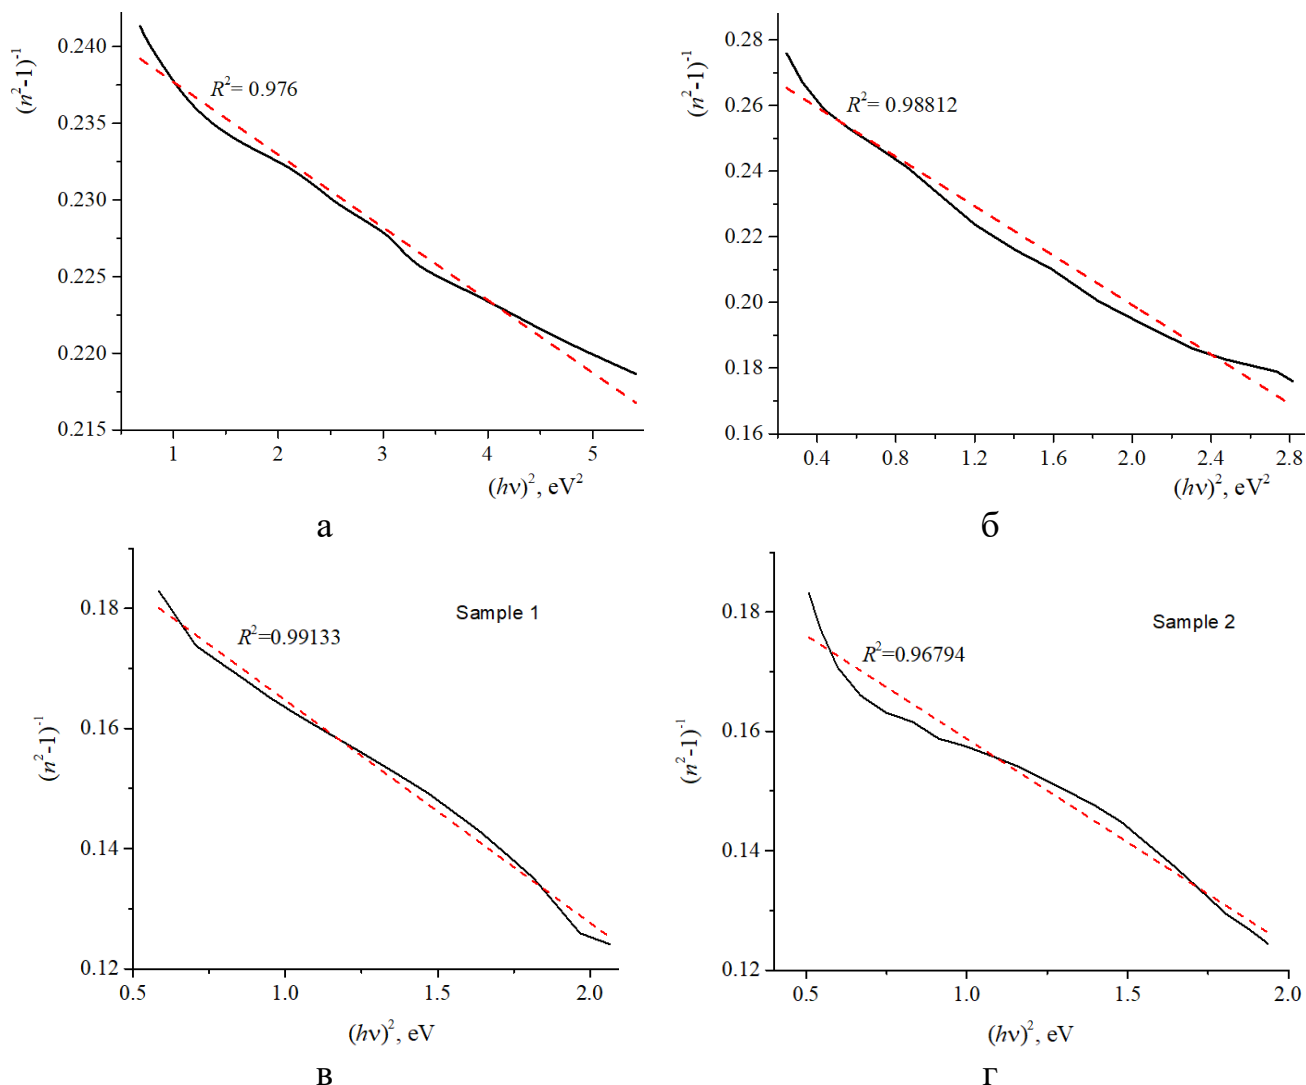 (n²-1)⁻¹
0.240
0.235
0.230
0.225
0.220
0.215
R²= 0.976
1 2 3 4 5
(hν)², eV²
а
(n²-1)⁻¹
0.28
0.26
0.24
0.22
0.20
0.18
0.16
R²= 0.98812
0.4 0.8 1.2 1.6 2.0 2.4 2.8
(hν)², eV²
б
(n²-1)⁻¹
0.18
0.16
0.14
0.12
Sample 1
R²=0.99133
0.5 1.0 1.5 2.0
(hν)², eV
в
(n²-1)⁻¹
0.18
0.16
0.14
0.12
Sample 2
R²=0.96794
0.5 1.0 1.5 2.0
(hν)², eV
г